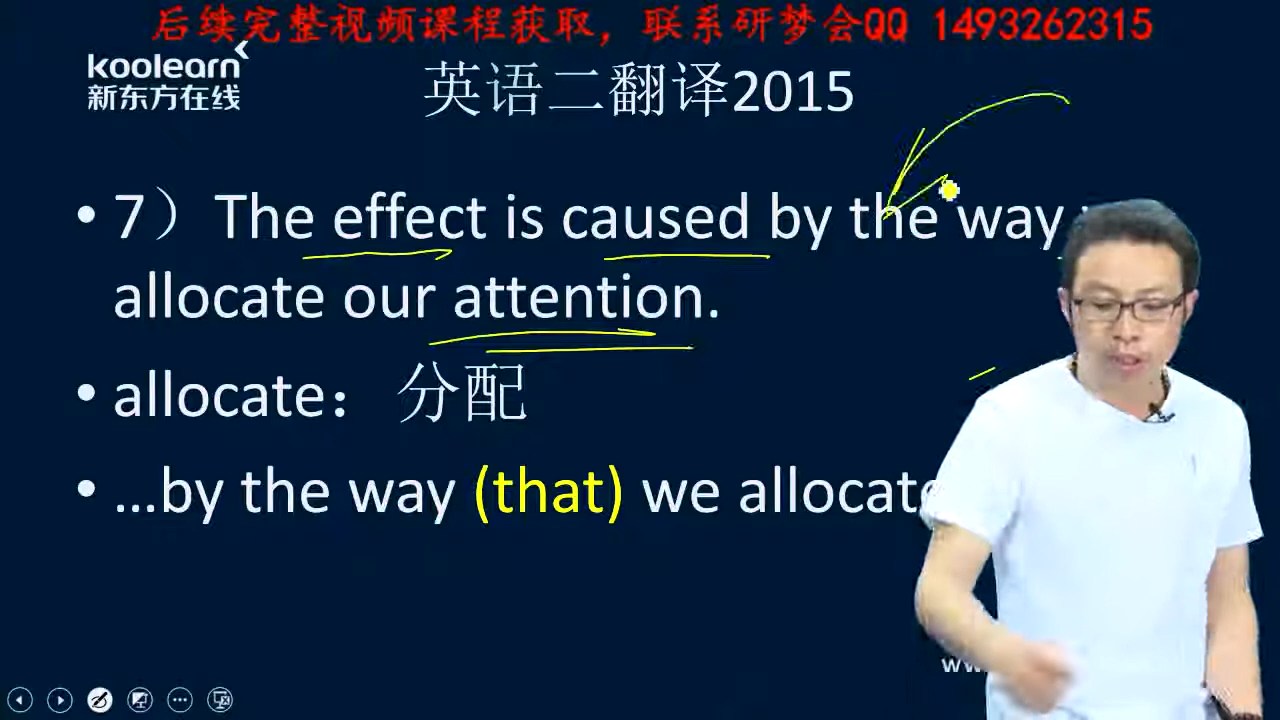 后续完整视频课程获取，联系研梦会QQ 1493262315
koolearn
新东方在线
英语二翻译2015
• 7）The effect is caused by the way
allocate our attention.
• allocate： 分配
• …by the way (that) we allocate